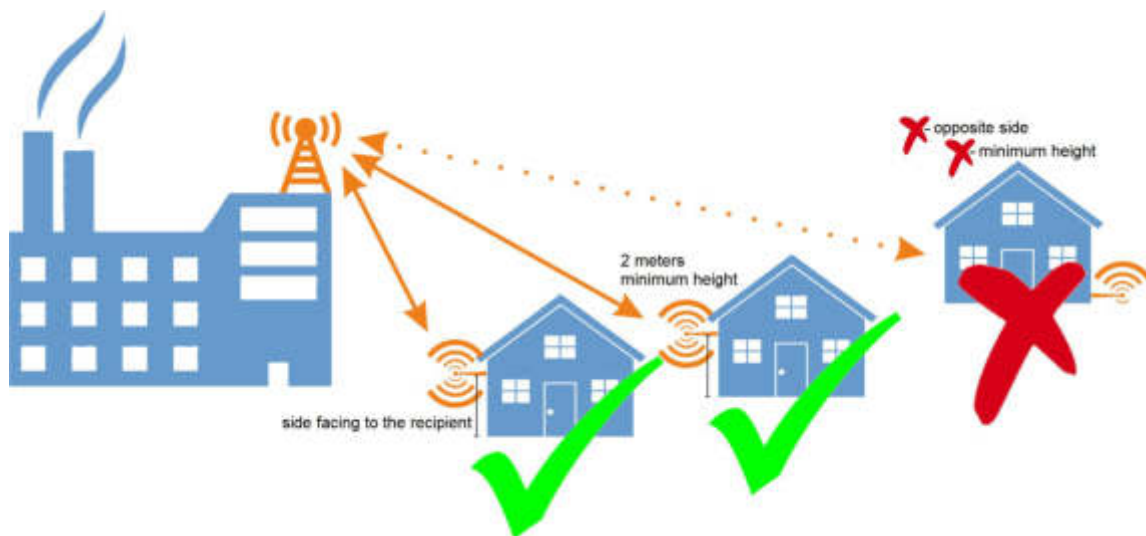 - opposite side
- minimum height
2 meters
minimum height
side facing to the recipient